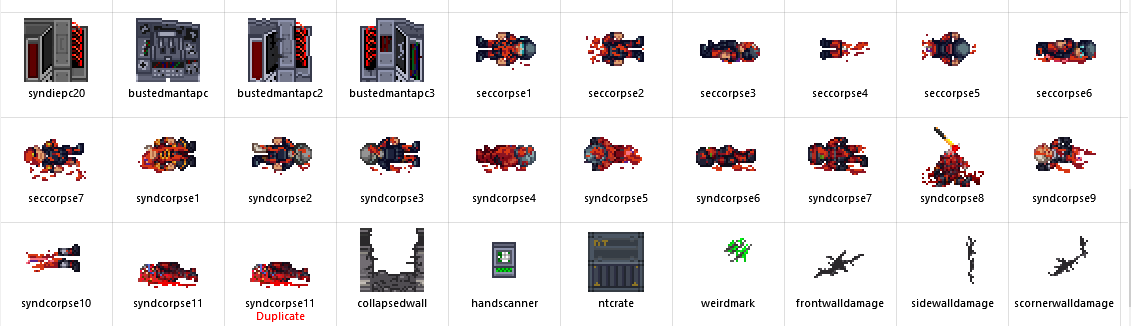 syndiepc20
bustedmantapc
bustedmantapc2
bustedmantapc3
seccorpse1
seccorpse2
seccorpse3
seccorpse4
seccorpse5
seccorpse6
seccorpse7
syndcorpse1
syndcorpse2
syndcorpse3
syndcorpse4
syndcorpse5
syndcorpse6
syndcorpse7
syndcorpse8
syndcorpse9
NT
syndcorpse10
syndcorpse11
syndcorpse11
Duplicate
collapsedwall
handscanner
ntcrate
weirdmark
frontwalldamage
sidewalldamage
scornerwalldamage